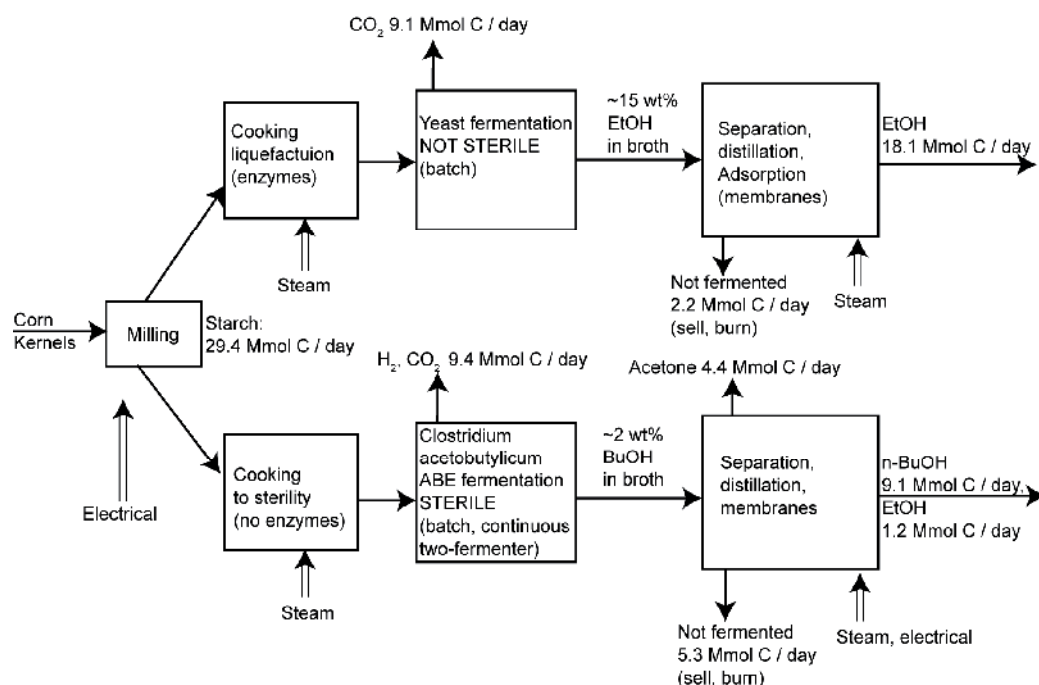 CO₂ 9.1 Mmol C / day
Cooking
liquefactuion
(enzymes)
Steam
Yeast fermentation
NOT STERILE
(batch)
~15 wt%
EtOH
in broth
Separation,
distillation,
Adsorption
(membranes)
EtOH
18.1 Mmol C / day
Not fermented
2.2 Mmol C / day
(sell, burn)
Steam
Corn
Kernels
Milling
Starch:
29.4 Mmol C / day
Electrical
H₂, CO₂ 9.4 Mmol C / day
Cooking
to sterility
(no enzymes)
Steam
Clostridium
acetobutylicum
ABE fermentation
STERILE
(batch, continuous
two-fermenter)
~2 wt%
BuOH
in broth
Acetone 4.4 Mmol C / day
Separation,
distillation,
membranes
n-BuOH
9.1 Mmol C / day,
EtOH
1.2 Mmol C / day
Not fermented
5.3 Mmol C / day
(sell, burn)
Steam, electrical